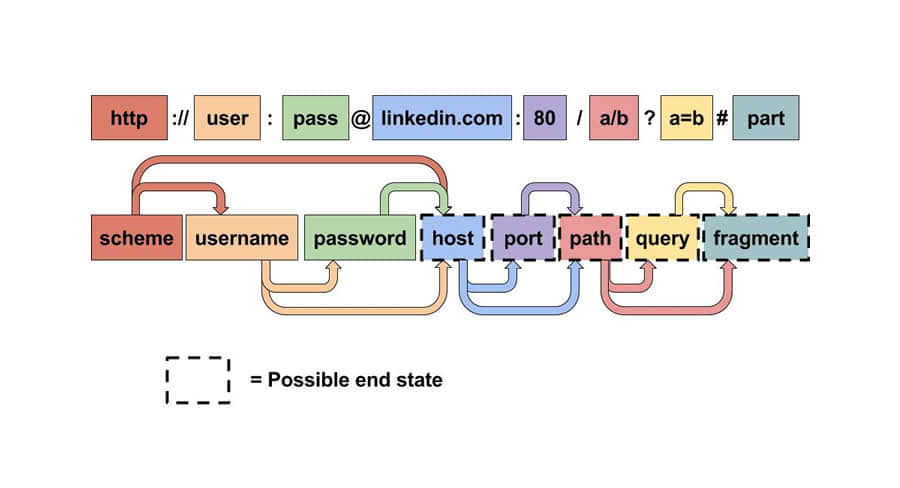 http :// user : pass @ linkedin.com : 80 / a/b ? a=b # part
scheme username password host port path query fragment
= Possible end state